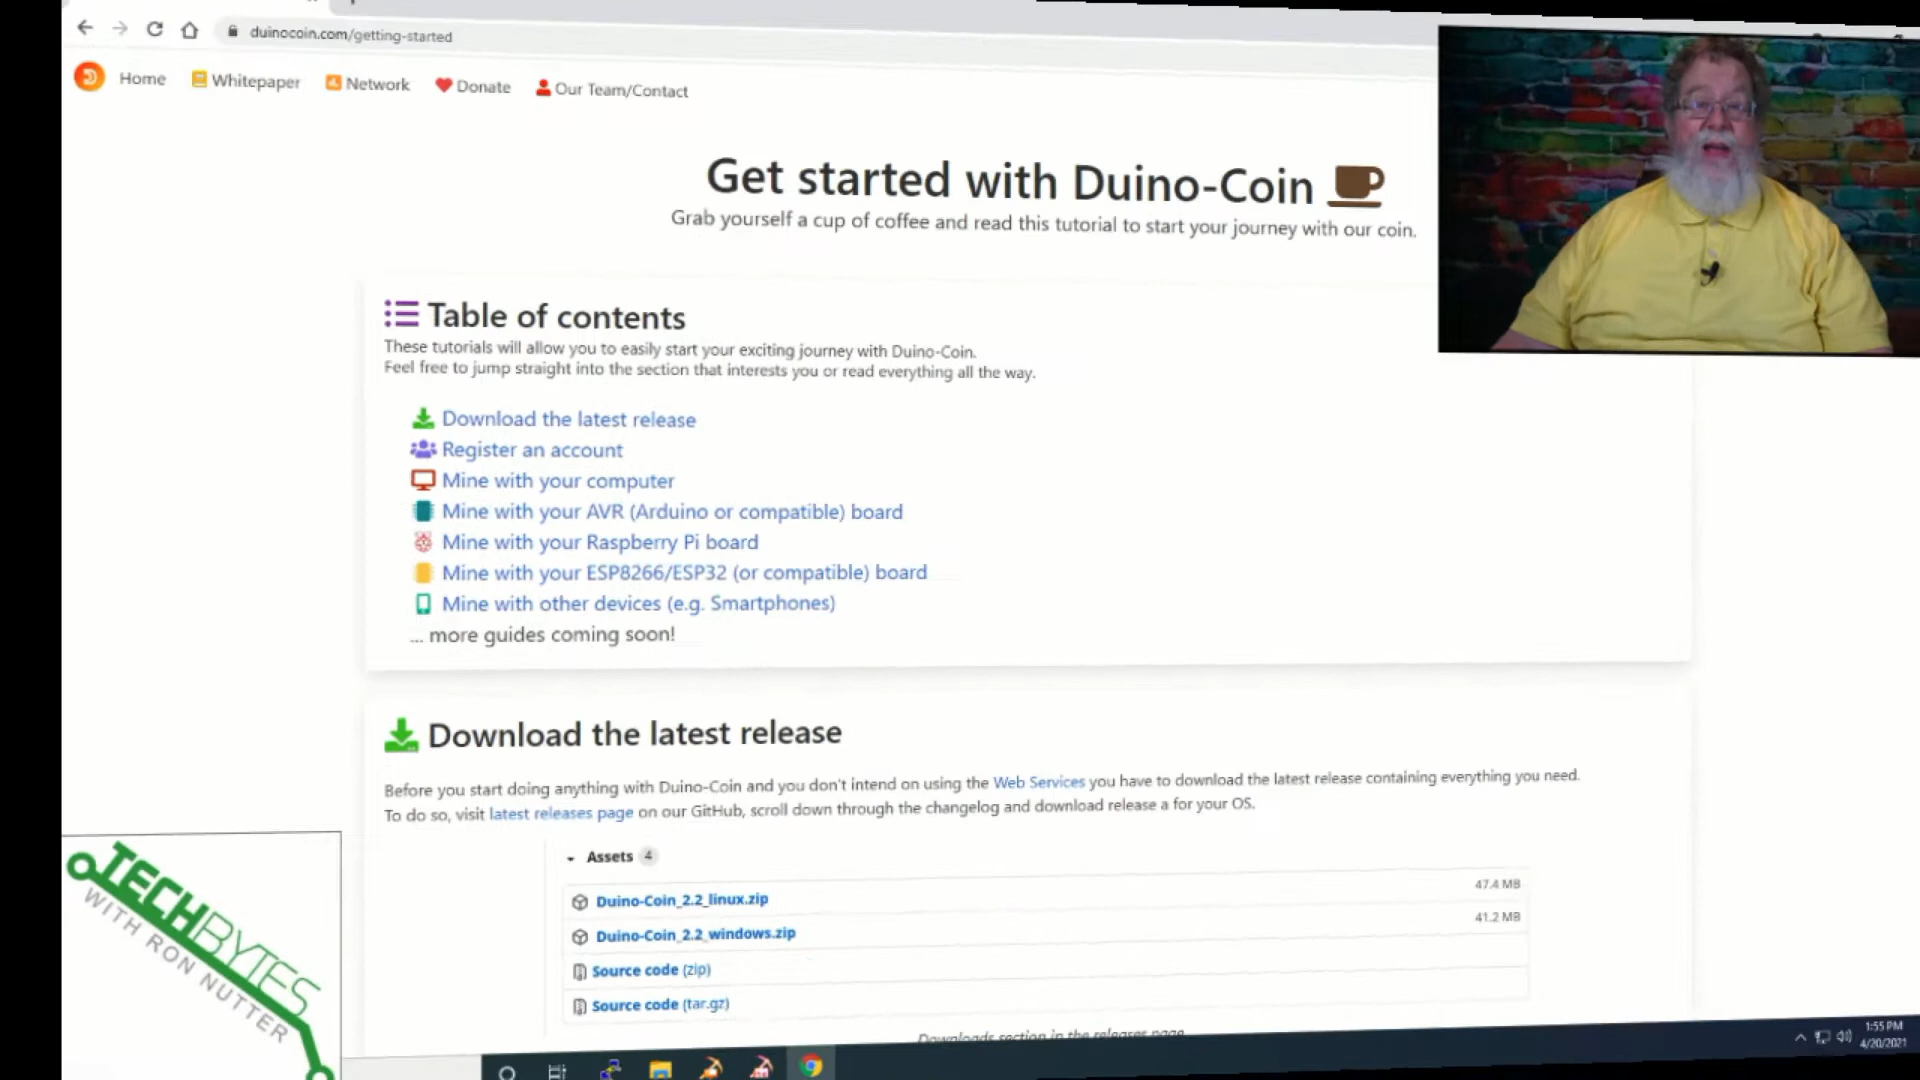 duinocoin.com/getting-started
Home Whitepaper Network Donate Our Team/Contact
Get started with Duino-Coin
Grab yourself a cup of coffee and read this tutorial to start your journey with our coin.
Table of contents
These tutorials will allow you to easily start your exciting journey with Duino-Coin.
Feel free to jump straight into the section that interests you or read everything all the way.
Download the latest release
Register an account
Mine with your computer
Mine with your AVR (Arduino or compatible) board
Mine with your Raspberry Pi board
Mine with your ESP8266/ESP32 (or compatible) board
Mine with other devices (e.g. Smartphones)
... more guides coming soon!
Download the latest release
Before you start doing anything with Duino-Coin and you don't intend on using the Web Services you have to download the latest release containing everything you need.
To do so, visit latest releases page on our GitHub, scroll down through the changelog and download release a for your OS.
Assets 4
Duino-Coin_2.2_linux.zip 47.4 MB
Duino-Coin_2.2_windows.zip 41.2 MB
Source code (zip)
Source code (tar.gz)
Downloads section in the releases page
TECHBYTES
WITH RON NUTTER
1:55 PM
4/20/2021